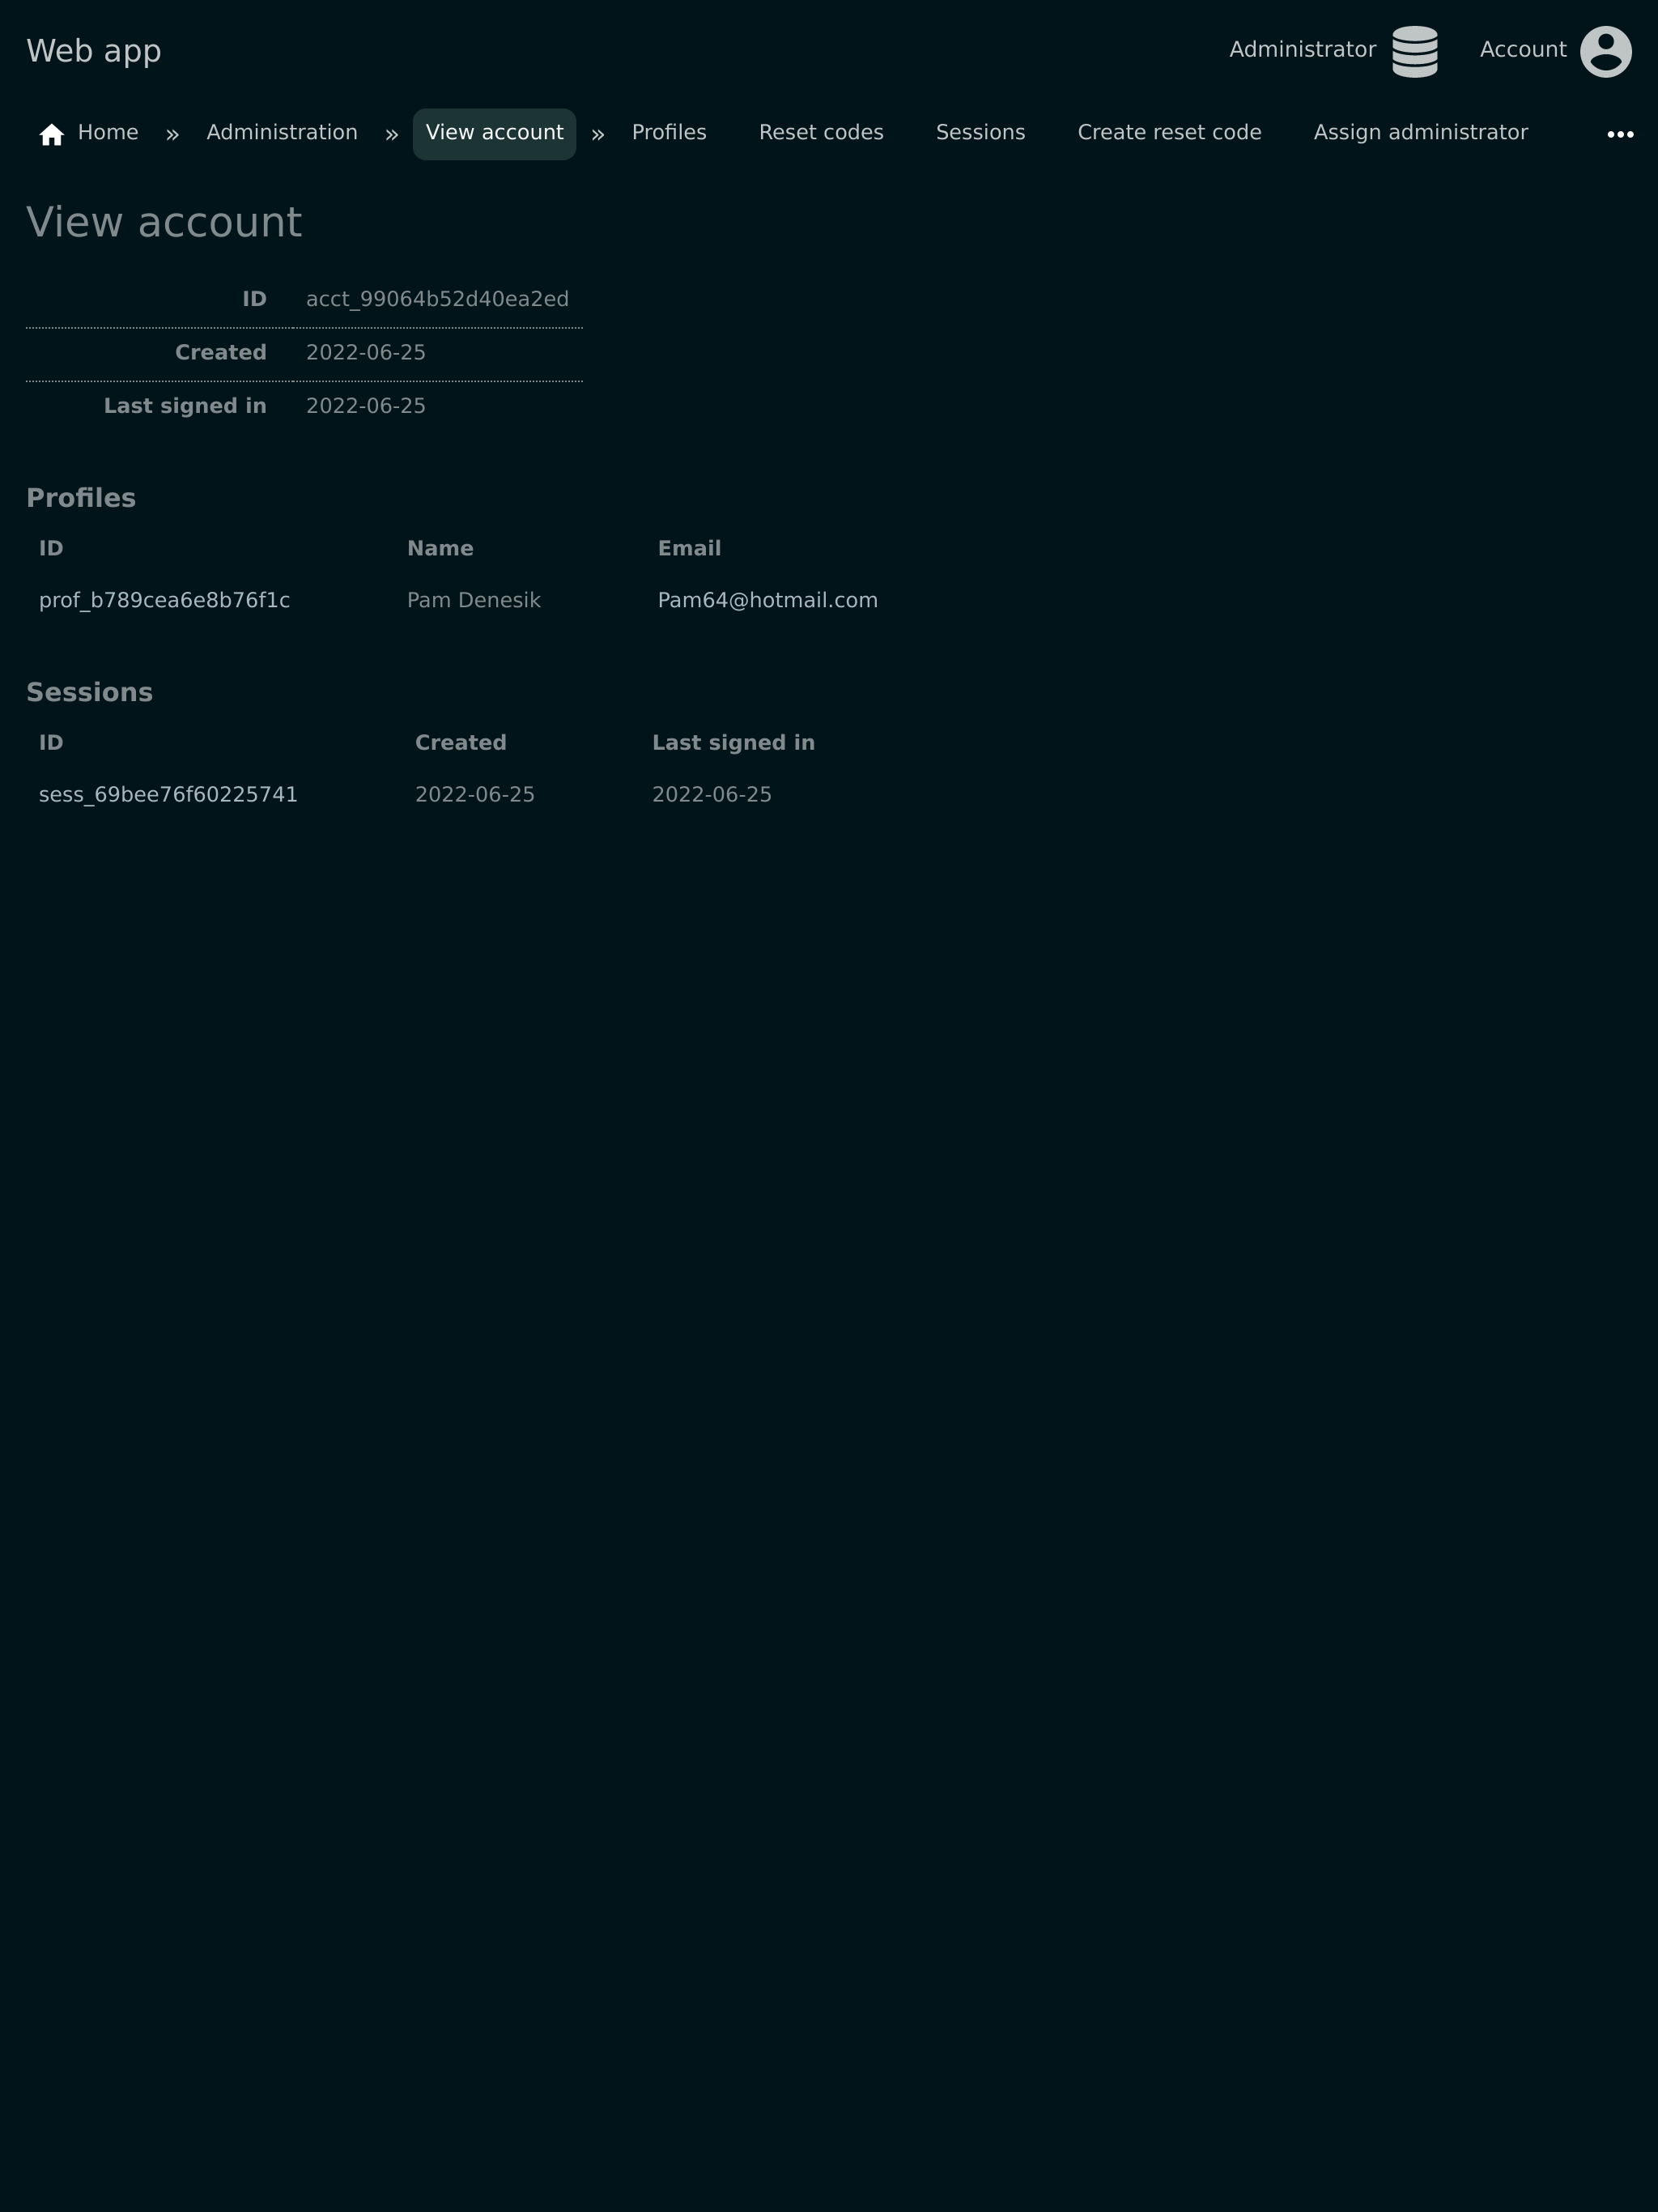 Web app Administrator Account
Home » Administration » View account » Profiles Reset codes Sessions Create reset code Assign administrator •••
View account
ID acct_99064b52d40ea2ed
Created 2022-06-25
Last signed in 2022-06-25
Profiles
ID Name Email
prof_b789cea6e8b76f1c Pam Denesik Pam64@hotmail.com
Sessions
ID Created Last signed in
sess_69bee76f60225741 2022-06-25 2022-06-25